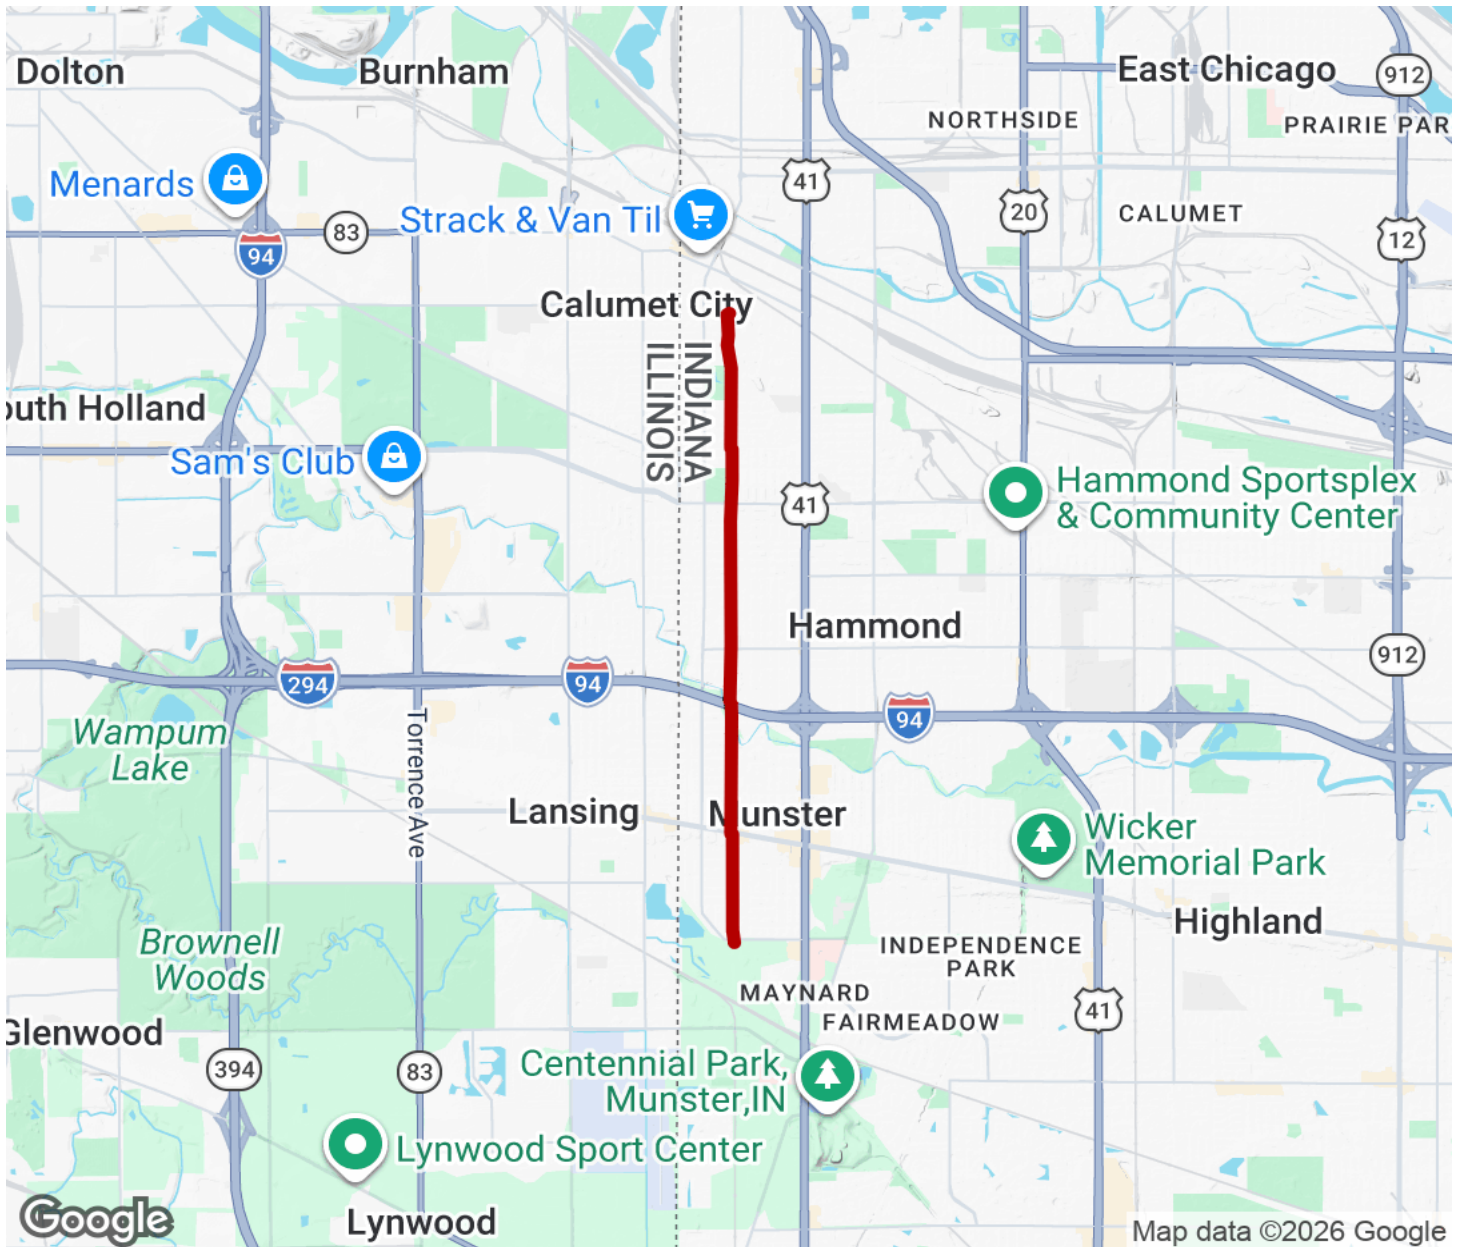 Dolton
Burnham
East Chicago
912
NORTHSIDE
PRAIRIE PAR
Menards
41
Strack & Van Til
20
CALUMET
83
94
12
Calumet City
INDIANA
ILLINOIS
outh Holland
Sam's Club
41
Hammond Sportsplex
& Community Center
Hammond
912
294
94
94
Wampum
Lake
Torrence Ave
Lansing
Munster
Wicker
Memorial Park
Highland
Brownell
Woods
INDEPENDENCE
PARK
MAYNARD
FAIRMEADOW
41
Glenwood
394
83
Centennial Park,
Munster,IN
Lynwood Sport Center
Lynwood
Google
Map data ©2026 Google